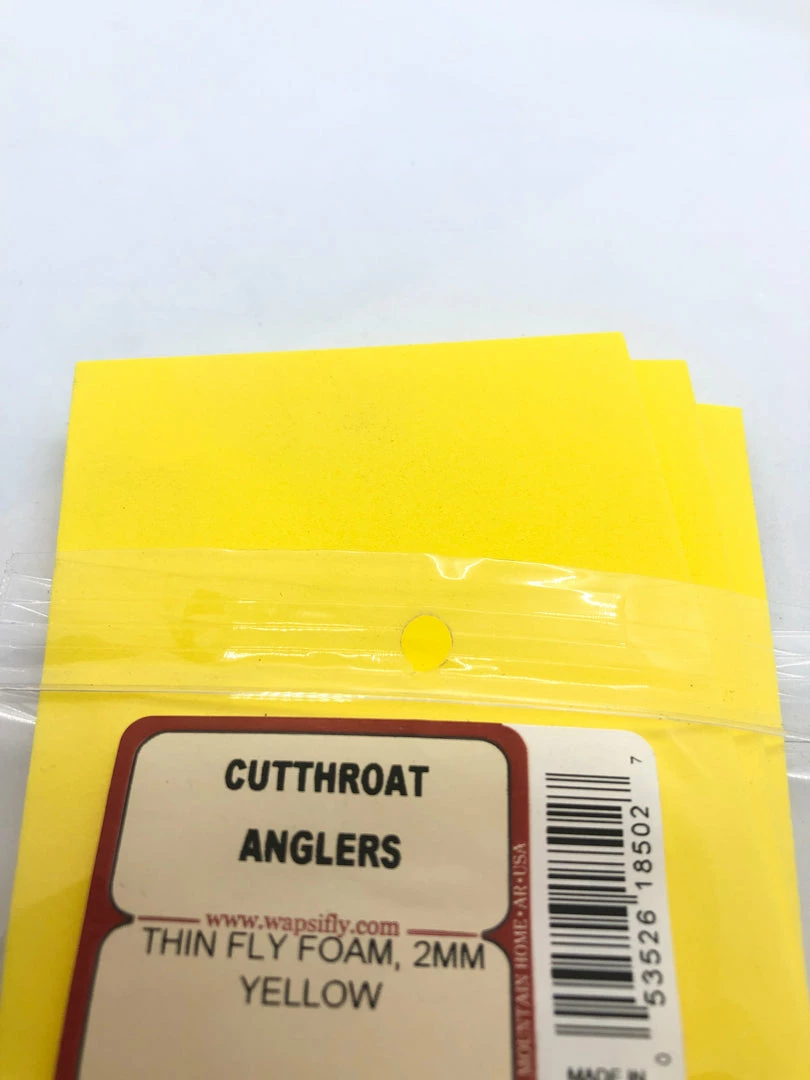 CUTTHROAT
ANGLERS
www.wapsifly.com
THIN FLY FOAM, 2MM
YELLOW
MOUNTAIN HOME•AR•USA
0 53526 18502 7
MADE IN